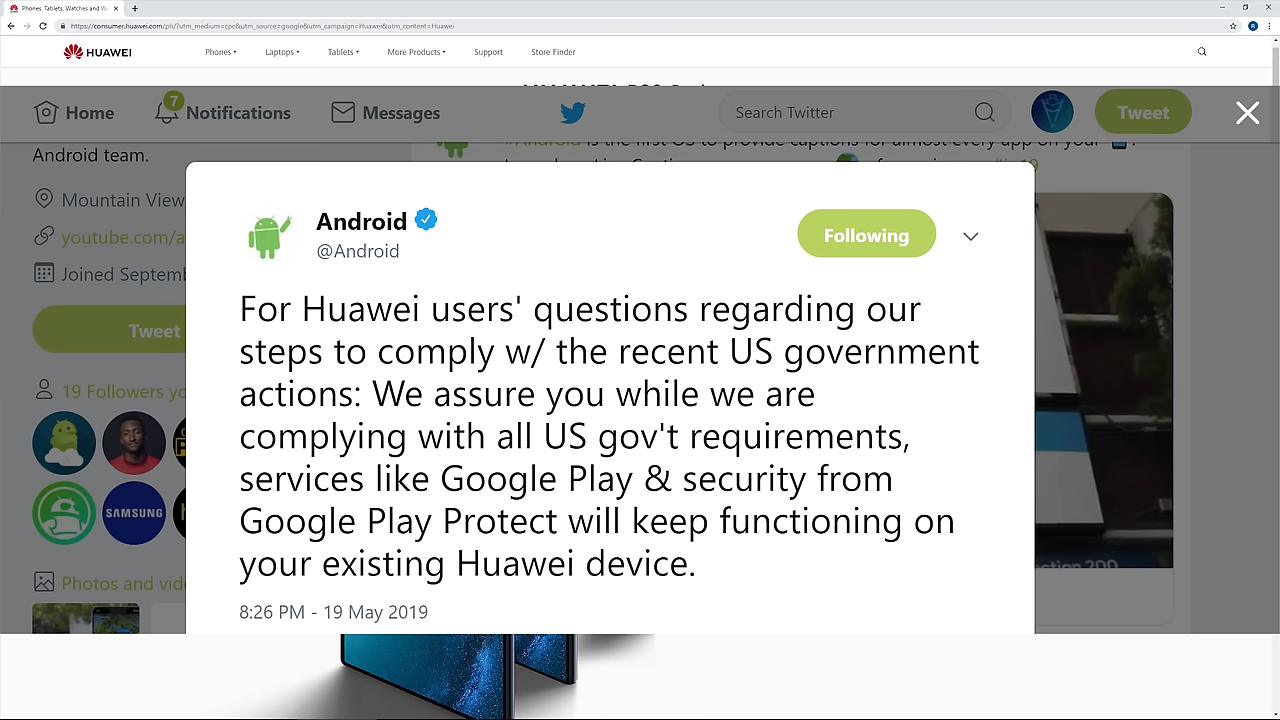 Phones, Tablets, Watches and W
https://consumer.huawei.com/ph/?utm_medium=cpc&utm_source=google&utm_campaign=Huawei&utm_content=Huawei
HUAWEI
Phones Laptops Tablets More Products Support Store Finder
Home 7 Notifications Messages Search Twitter Tweet
Android team. #Android is the first OS to provide captions for almost every app on your
Mountain View
youtube.com/a
Joined Septemb
Tweet
19 Followers yo
SAMSUNG
Photos and vid
Android
@Android
Following
For Huawei users' questions regarding our
steps to comply w/ the recent US government
actions: We assure you while we are
complying with all US gov't requirements,
services like Google Play & security from
Google Play Protect will keep functioning on
your existing Huawei device.
8:26 PM - 19 May 2019